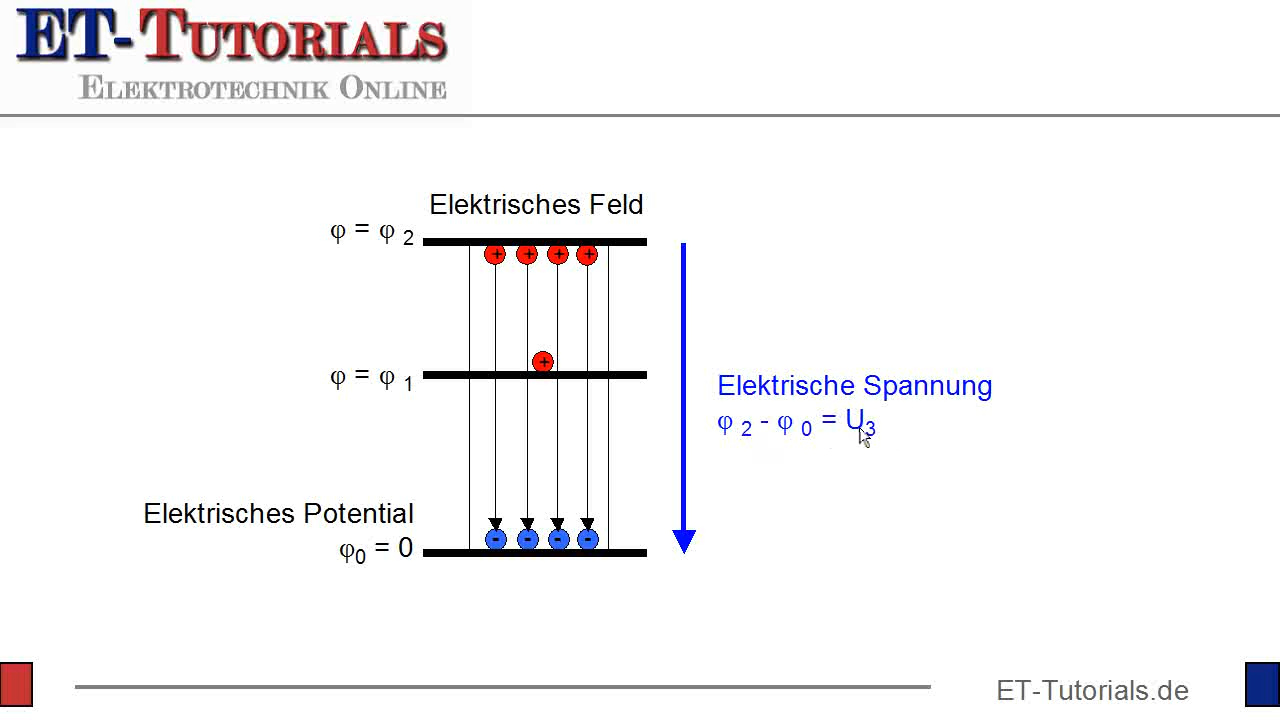 ET-Tutorials
Elektrotechnik Online
Elektrisches Feld
φ = φ 2
+ + + +
+
φ = φ 1
Elektrische Spannung
φ 2 - φ 0 = U3
Elektrisches Potential
φ0 = 0
- - - -
ET-Tutorials.de